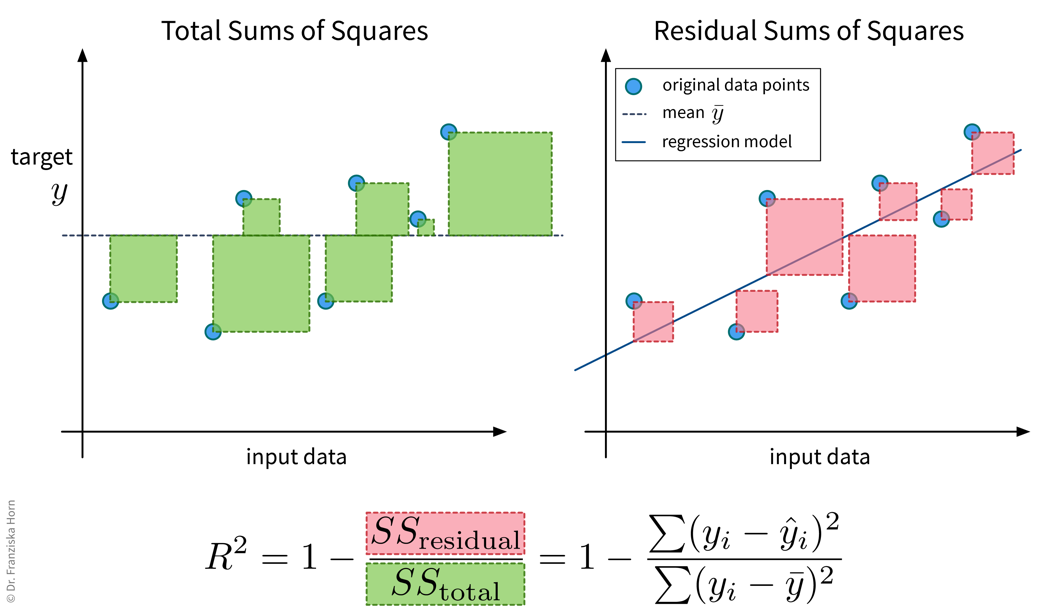 Total Sums of Squares
Residual Sums of Squares
original data points
mean ȳ
regression model
target
y
input data
input data
R² = 1 − SS_residual / SS_total = 1 − ∑(yᵢ − ŷᵢ)² / ∑(yᵢ − ȳ)²
© Dr. Franziska Horn